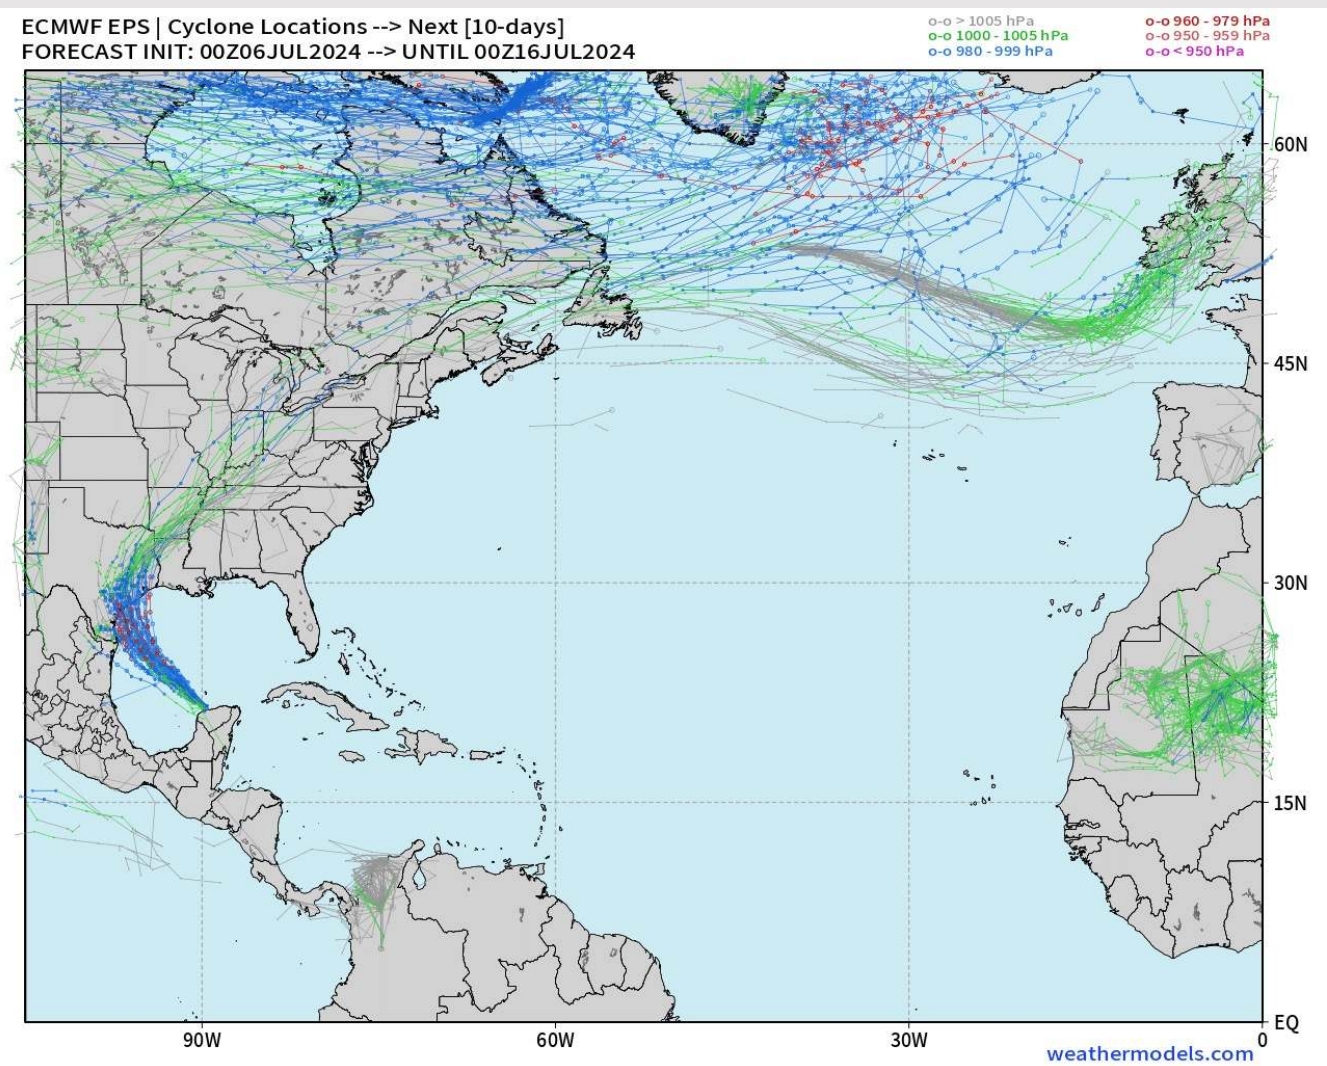 ECMWF EPS | Cyclone Locations --> Next [10-days]
FORECAST INIT: 00Z06JUL2024 --> UNTIL 00Z16JUL2024
o-o > 1005 hPa
o-o 1000 - 1005 hPa
o-o 980 - 999 hPa
o-o 960 - 979 hPa
o-o 950 - 959 hPa
o-o < 950 hPa
60N
45N
30N
15N
EQ
90W
60W
30W
0
weathermodels.com